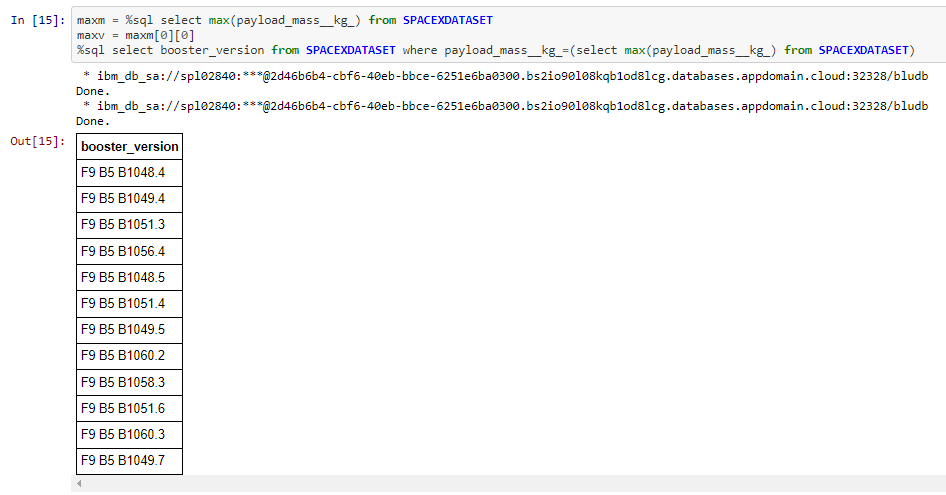 In [15]: maxm = %sql select max(payload_mass__kg_) from SPACEXDATASET
maxv = maxm[0][0]
%sql select booster_version from SPACEXDATASET where payload_mass__kg_=(select max(payload_mass__kg_) from SPACEXDATASET)
* ibm_db_sa://spl02840:***@2d46b6b4-cbf6-40eb-bbce-6251e6ba0300.bs2io90l08kqb1od8lcg.databases.appdomain.cloud:32328/bludb
Done.
* ibm_db_sa://spl02840:***@2d46b6b4-cbf6-40eb-bbce-6251e6ba0300.bs2io90l08kqb1od8lcg.databases.appdomain.cloud:32328/bludb
Done.
Out[15]: booster_version
F9 B5 B1048.4
F9 B5 B1049.4
F9 B5 B1051.3
F9 B5 B1056.4
F9 B5 B1048.5
F9 B5 B1051.4
F9 B5 B1049.5
F9 B5 B1060.2
F9 B5 B1058.3
F9 B5 B1051.6
F9 B5 B1060.3
F9 B5 B1049.7